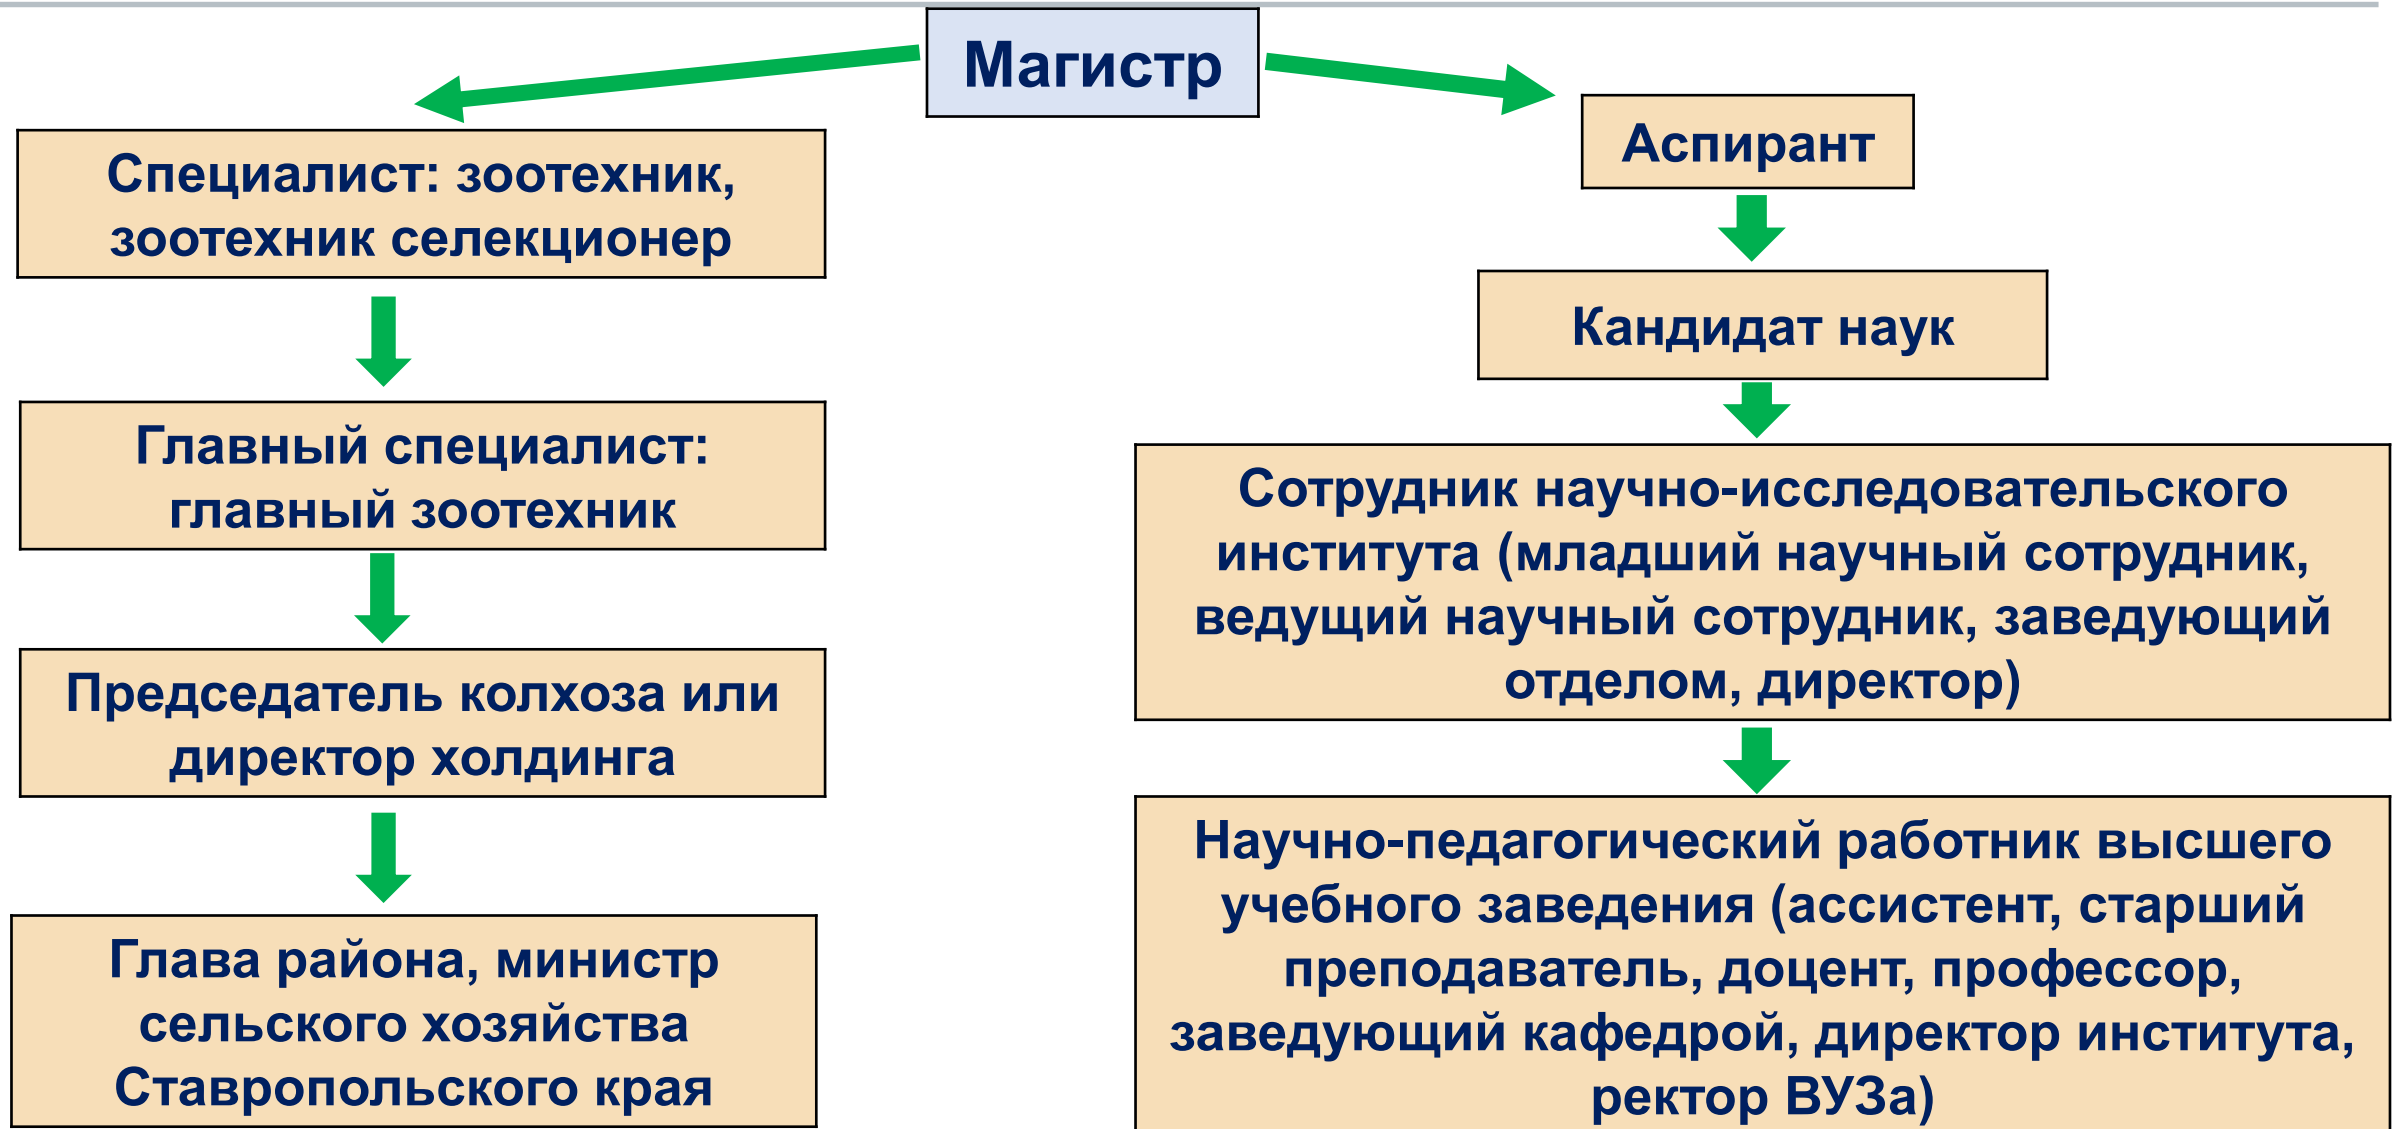 Магистр
Специалист: зоотехник,
зоотехник селекционер
Главный специалист:
главный зоотехник
Председатель колхоза или
директор холдинга
Глава района, министр
сельского хозяйства
Ставропольского края
Аспирант
Кандидат наук
Сотрудник научно-исследовательского
института (младший научный сотрудник,
ведущий научный сотрудник, заведующий
отделом, директор)
Научно-педагогический работник высшего
учебного заведения (ассистент, старший
преподаватель, доцент, профессор,
заведующий кафедрой, директор института,
ректор ВУЗа)